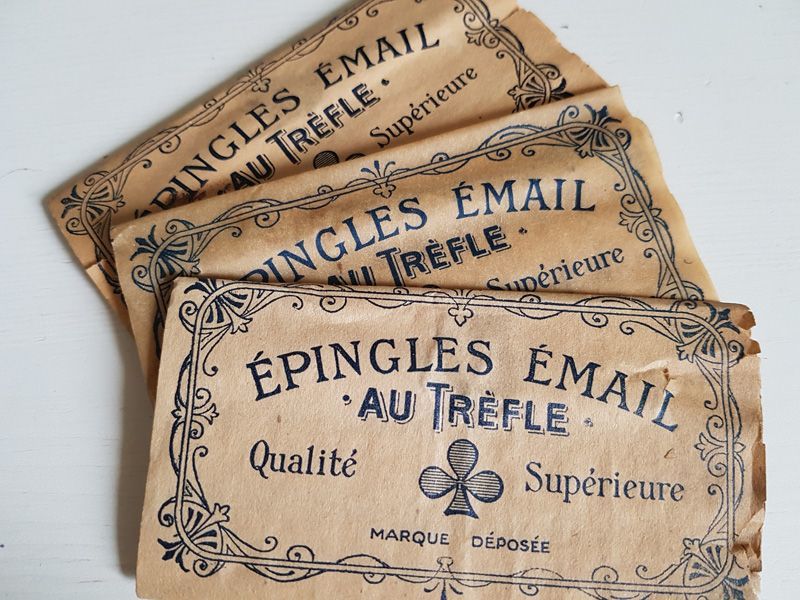 ÉPINGLES ÉMAIL
AU TRÈFLE
Supérieure
PINGLES ÉMAIL
AU TRÈFLE
Supérieure
ÉPINGLES ÉMAIL
· AU TRÈFLE ·
Qualité Supérieure
MARQUE DÉPOSÉE